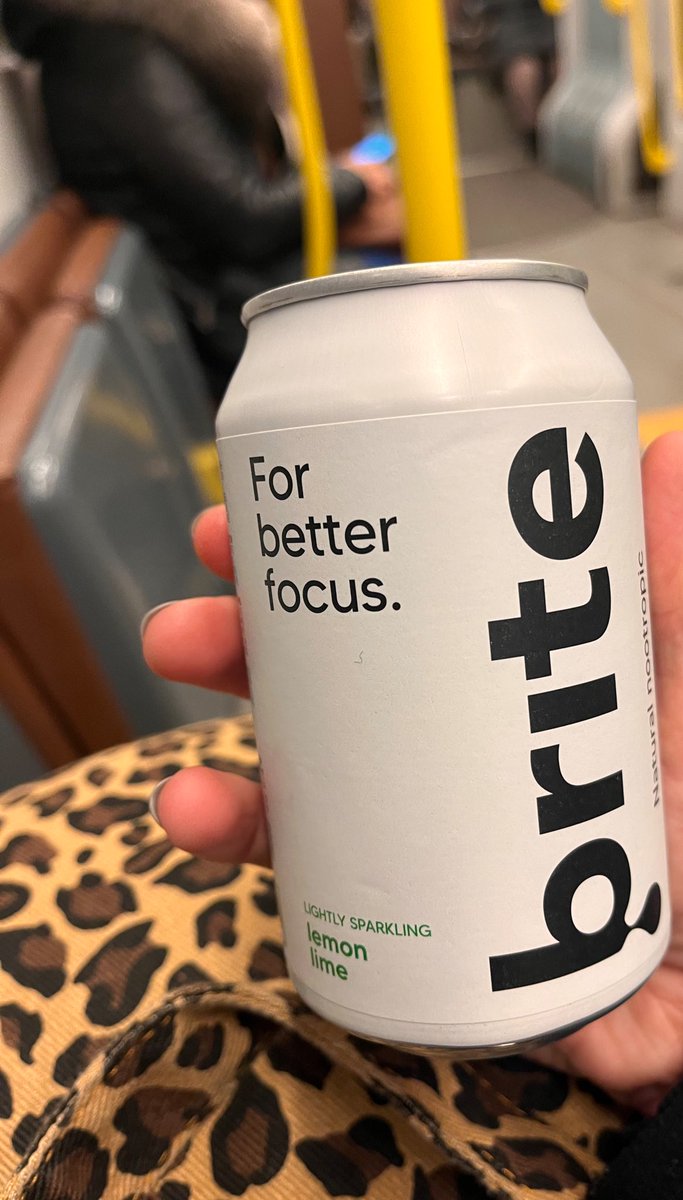 For
better
focus.
brite
Natural nootropic
LIGHTLY SPARKLING
lemon
lime